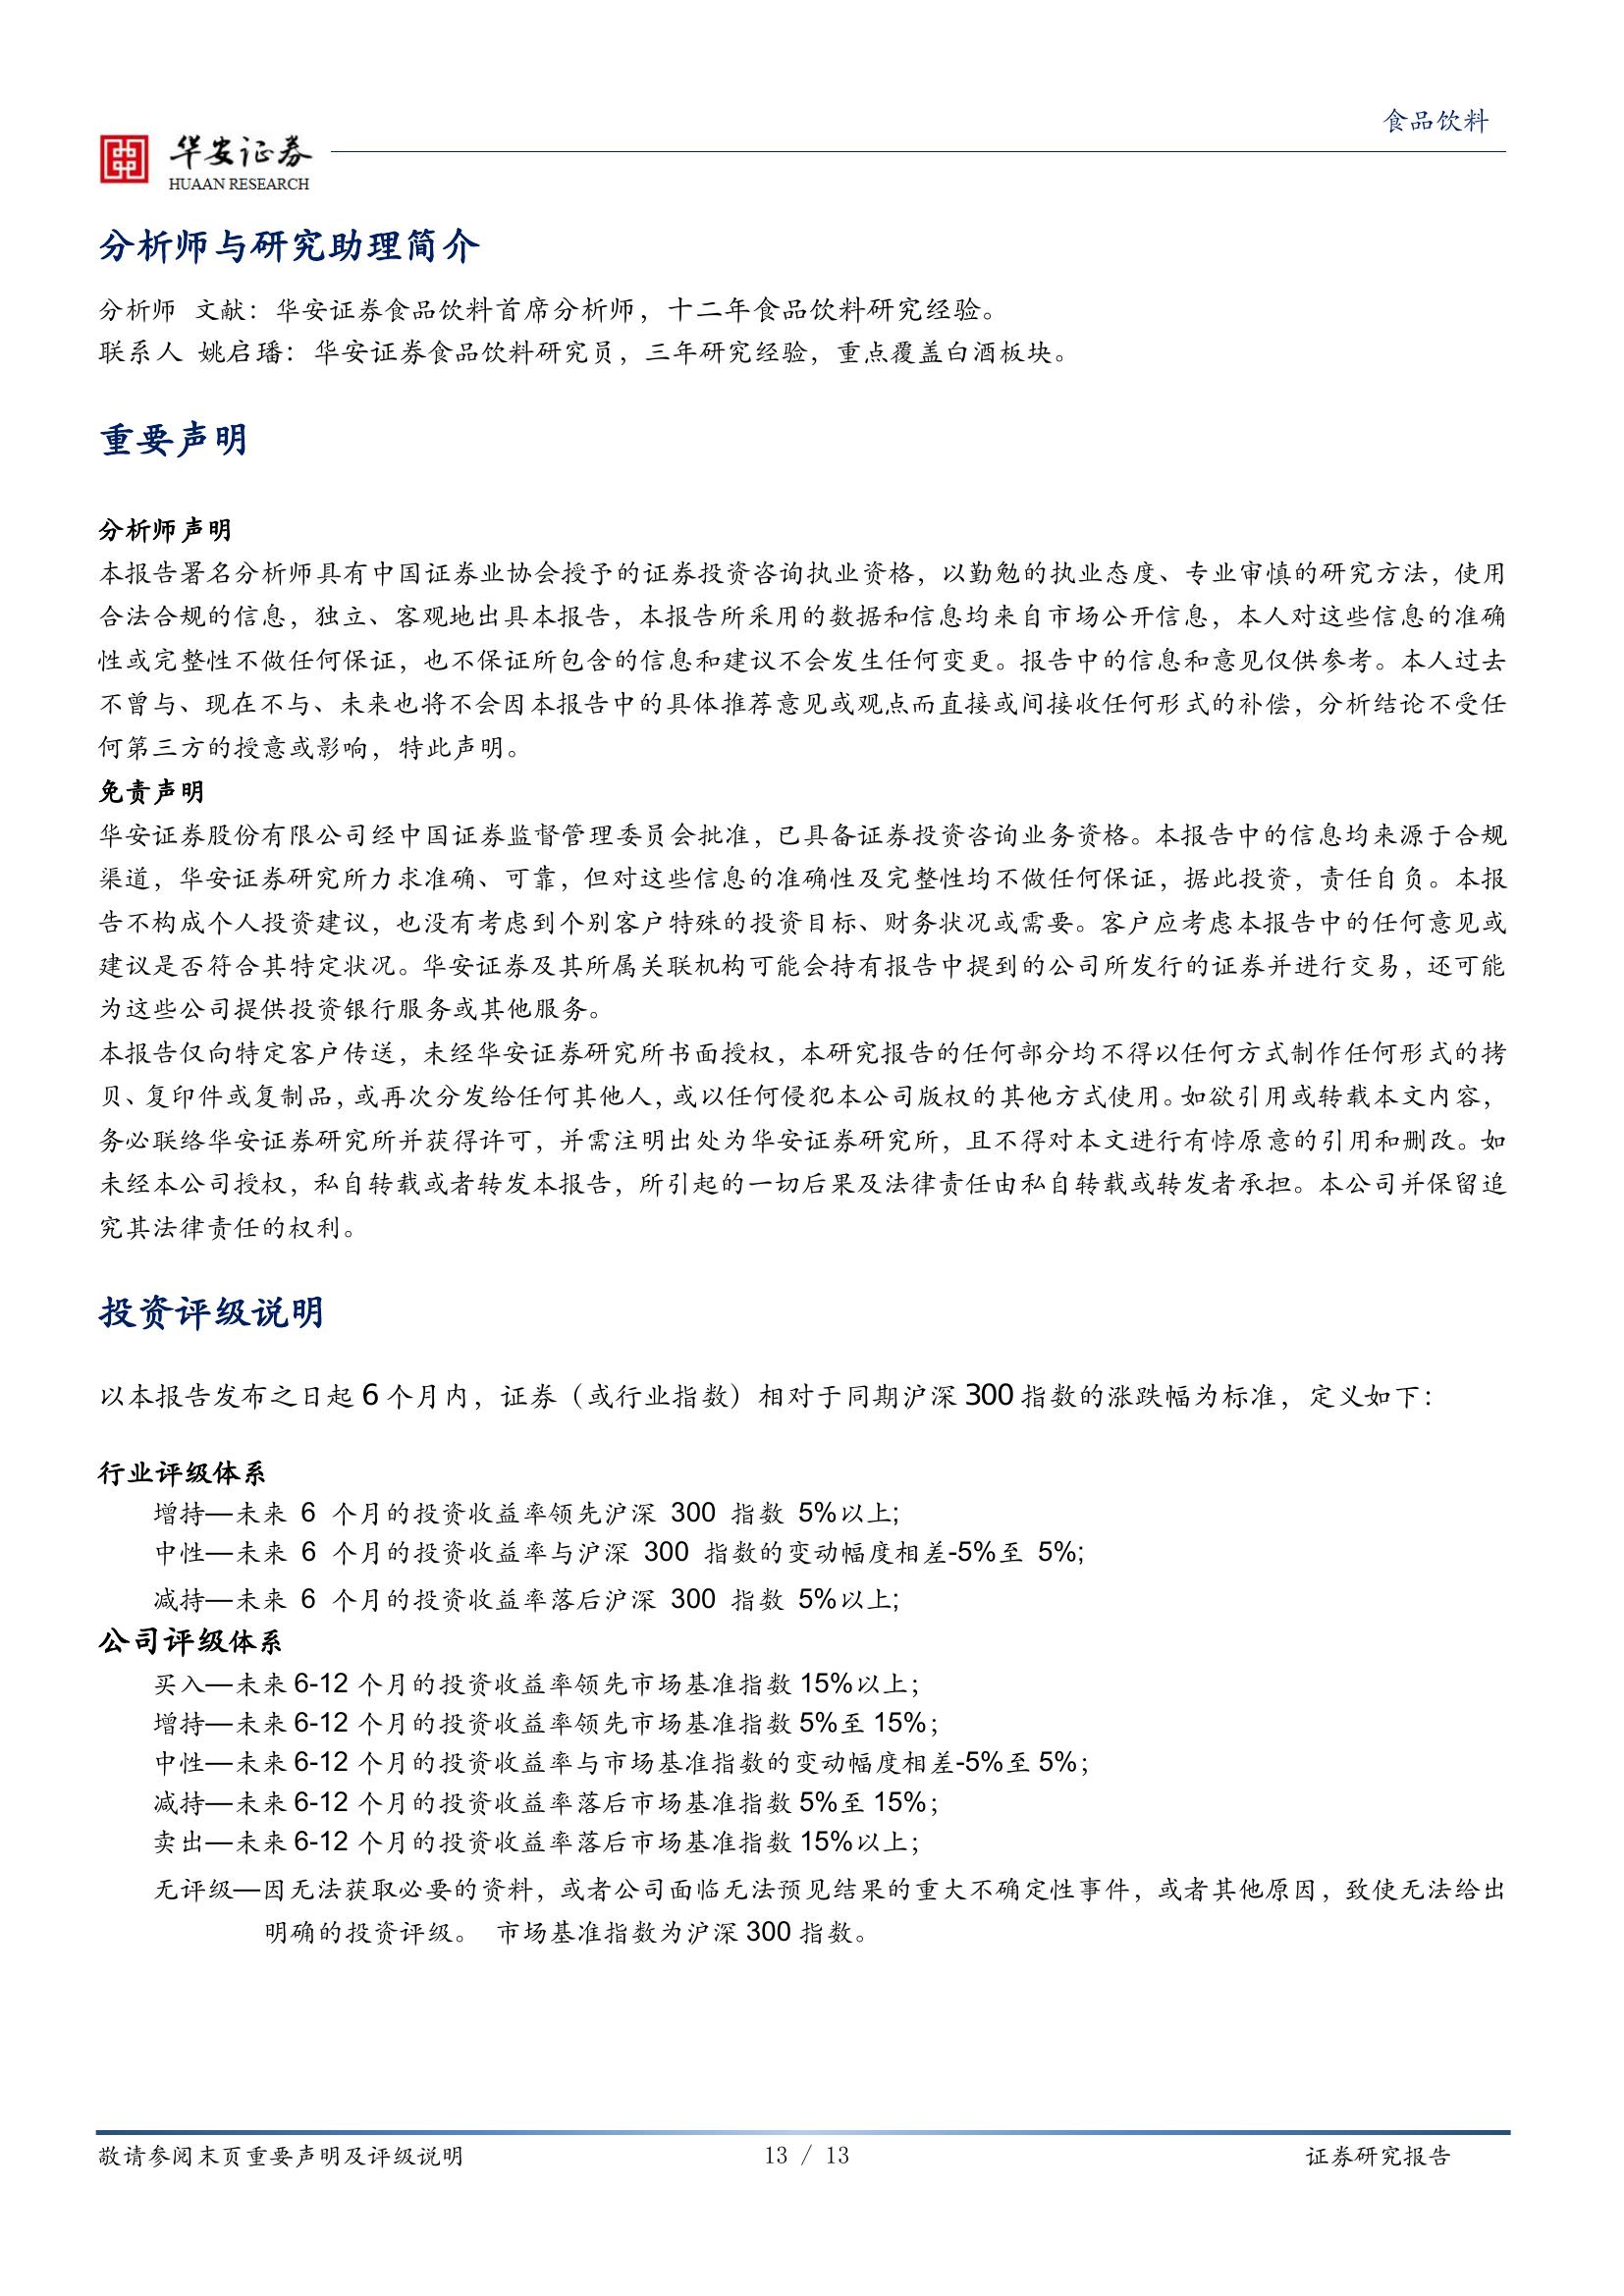 食品饮料
华安证券
HUAAN RESEARCH
分析师与研究助理简介
分析师 文献：华安证券食品饮料首席分析师，十二年食品饮料研究经验。
联系人 姚启璠：华安证券食品饮料研究员，三年研究经验，重点覆盖白酒板块。
重要声明
分析师声明
本报告署名分析师具有中国证券业协会授予的证券投资咨询执业资格，以勤勉的执业态度、专业审慎的研究方法，使用
合法合规的信息，独立、客观地出具本报告，本报告所采用的数据和信息均来自市场公开信息，本人对这些信息的准确
性或完整性不做任何保证，也不保证所包含的信息和建议不会发生任何变更。报告中的信息和意见仅供参考。本人过去
不曾与、现在不与、未来也将不会因本报告中的具体推荐意见或观点而直接或间接收任何形式的补偿，分析结论不受任
何第三方的授意或影响，特此声明。
免责声明
华安证券股份有限公司经中国证券监督管理委员会批准，已具备证券投资咨询业务资格。本报告中的信息均来源于合规
渠道，华安证券研究所力求准确、可靠，但对这些信息的准确性及完整性均不做任何保证，据此投资，责任自负。本报
告不构成个人投资建议，也没有考虑到个别客户特殊的投资目标、财务状况或需要。客户应考虑本报告中的任何意见或
建议是否符合其特定状况。华安证券及其所属关联机构可能会持有报告中提到的公司所发行的证券并进行交易，还可能
为这些公司提供投资银行服务或其他服务。
本报告仅向特定客户传送，未经华安证券研究所书面授权，本研究报告的任何部分均不得以任何方式制作任何形式的拷
贝、复印件或复制品，或再次分发给任何其他人，或以任何侵犯本公司版权的其他方式使用。如欲引用或转载本文内容，
务必联络华安证券研究所并获得许可，并需注明出处为华安证券研究所，且不得对本文进行有悖原意的引用和删改。如
未经本公司授权，私自转载或者转发本报告，所引起的一切后果及法律责任由私自转载或转发者承担。本公司并保留追
究其法律责任的权利。
投资评级说明
以本报告发布之日起 6 个月内，证券（或行业指数）相对于同期沪深 300 指数的涨跌幅为标准，定义如下：
行业评级体系
增持—未来 6 个月的投资收益率领先沪深 300 指数 5%以上;
中性—未来 6 个月的投资收益率与沪深 300 指数的变动幅度相差-5%至 5%;
减持—未来 6 个月的投资收益率落后沪深 300 指数 5%以上;
公司评级体系
买入—未来 6-12 个月的投资收益率领先市场基准指数 15%以上；
增持—未来 6-12 个月的投资收益率领先市场基准指数 5%至 15%；
中性—未来 6-12 个月的投资收益率与市场基准指数的变动幅度相差-5%至 5%；
减持—未来 6-12 个月的投资收益率落后市场基准指数 5%至 15%；
卖出—未来 6-12 个月的投资收益率落后市场基准指数 15%以上；
无评级—因无法获取必要的资料，或者公司面临无法预见结果的重大不确定性事件，或者其他原因，致使无法给出
明确的投资评级。 市场基准指数为沪深 300 指数。
敬请参阅末页重要声明及评级说明
13 / 13
证券研究报告